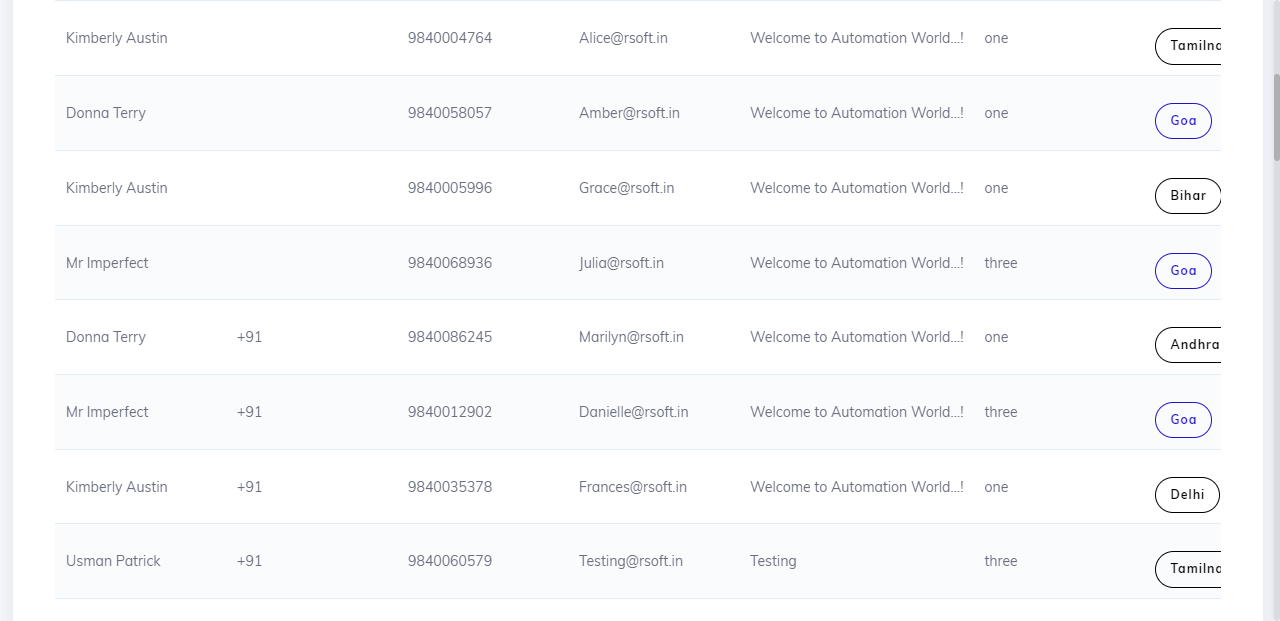 Kimberly Austin 9840004764 Alice@rsoft.in Welcome to Automation World...! one
Donna Terry 9840058057 Amber@rsoft.in Welcome to Automation World...! one Goa
Kimberly Austin 9840005996 Grace@rsoft.in Welcome to Automation World...! one Bihar
Mr Imperfect 9840068936 Julia@rsoft.in Welcome to Automation World...! three Goa
Donna Terry +91 9840086245 Marilyn@rsoft.in Welcome to Automation World...! one Andhra
Mr Imperfect +91 9840012902 Danielle@rsoft.in Welcome to Automation World...! three Goa
Kimberly Austin +91 9840035378 Frances@rsoft.in Welcome to Automation World...! one Delhi
Usman Patrick +91 9840060579 Testing@rsoft.in Testing three